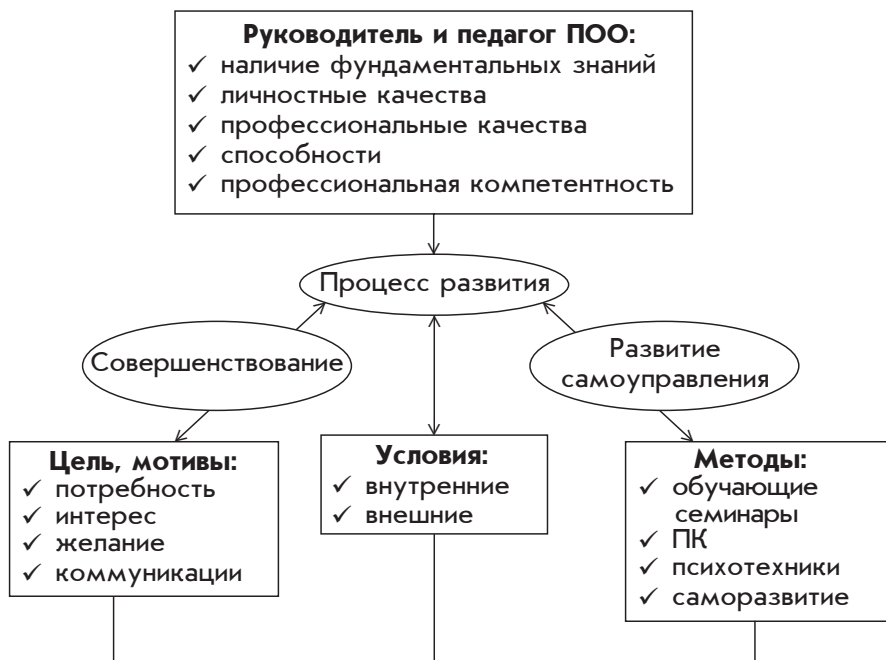 Руководитель и педагог ПОО:
✓ наличие фундаментальных знаний
✓ личностные качества
✓ профессиональные качества
✓ способности
✓ профессиональная компетентность
Процесс развития
Совершенствование
Развитие
самоуправления
Цель, мотивы:
✓ потребность
✓ интерес
✓ желание
✓ коммуникации
Условия:
✓ внутренние
✓ внешние
Методы:
✓ обучающие
семинары
✓ ПК
✓ психотехники
✓ саморазвитие